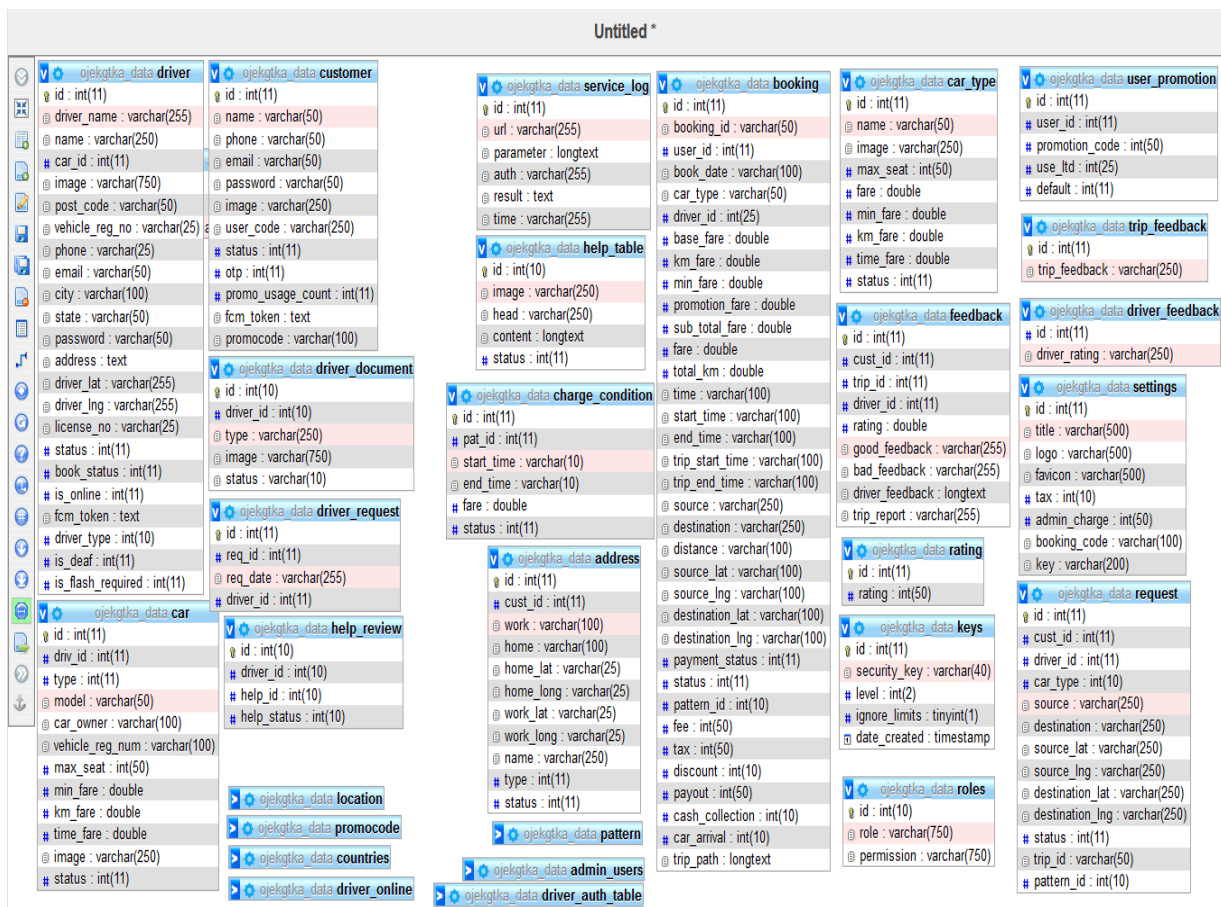 Untitled *
ojekgtka_data driver
id : int(11)
driver_name : varchar(255)
name : varchar(250)
car_id : int(11)
image : varchar(750)
post_code : varchar(50)
vehicle_reg_no : varchar(25)
phone : varchar(25)
email : varchar(50)
city : varchar(100)
state : varchar(50)
password : varchar(50)
address : text
driver_lat : varchar(255)
driver_lng : varchar(255)
license_no : varchar(25)
status : int(11)
book_status : int(11)
is_online : int(11)
fcm_token : text
driver_type : int(10)
is_deaf : int(11)
is_flash_required : int(11)
ojekgtka_data car
id : int(11)
driv_id : int(11)
type : int(11)
model : varchar(50)
car_owner : varchar(100)
vehicle_reg_num : varchar(100)
max_seat : int(50)
min_fare : double
km_fare : double
time_fare : double
image : varchar(250)
status : int(11)
ojekgtka_data customer
id : int(11)
name : varchar(50)
phone : varchar(50)
email : varchar(50)
password : varchar(50)
image : varchar(250)
user_code : varchar(250)
status : int(11)
otp : int(11)
promo_usage_count : int(11)
fcm_token : text
promocode : varchar(100)
ojekgtka_data driver_document
id : int(10)
driver_id : int(10)
type : varchar(250)
image : varchar(750)
status : varchar(10)
ojekgtka_data driver_request
id : int(11)
req_id : int(11)
req_date : varchar(255)
driver_id : int(11)
ojekgtka_data help_review
id : int(10)
driver_id : int(10)
help_id : int(10)
help_status : int(10)
ojekgtka_data location
ojekgtka_data promocode
ojekgtka_data countries
ojekgtka_data driver_online
ojekgtka_data service_log
id : int(11)
url : varchar(255)
parameter : longtext
auth : varchar(255)
result : text
time : varchar(255)
ojekgtka_data help_table
id : int(10)
image : varchar(250)
head : varchar(250)
content : longtext
status : int(11)
ojekgtka_data charge_condition
id : int(11)
pat_id : int(11)
start_time : varchar(10)
end_time : varchar(10)
fare : double
status : int(11)
ojekgtka_data address
id : int(11)
cust_id : int(11)
work : varchar(100)
home : varchar(100)
home_lat : varchar(25)
home_long : varchar(25)
work_lat : varchar(25)
work_long : varchar(25)
name : varchar(250)
type : int(11)
status : int(11)
ojekgtka_data pattern
ojekgtka_data admin_users
ojekgtka_data driver_auth_table
ojekgtka_data booking
id : int(11)
booking_id : varchar(50)
user_id : int(11)
book_date : varchar(100)
car_type : varchar(50)
driver_id : int(25)
base_fare : double
km_fare : double
min_fare : double
promotion_fare : double
sub_total_fare : double
fare : double
total_km : double
time : varchar(100)
start_time : varchar(100)
end_time : varchar(100)
trip_start_time : varchar(100)
trip_end_time : varchar(100)
source : varchar(250)
destination : varchar(250)
distance : varchar(100)
source_lat : varchar(100)
source_lng : varchar(100)
destination_lat : varchar(100)
destination_lng : varchar(100)
payment_status : int(11)
status : int(11)
pattern_id : int(10)
fee : int(50)
tax : int(50)
discount : int(10)
payout : int(50)
cash_collection : int(10)
car_arrival : int(10)
trip_path : longtext
ojekgtka_data car_type
id : int(11)
name : varchar(50)
image : varchar(250)
max_seat : int(50)
fare : double
min_fare : double
km_fare : double
time_fare : double
status : int(11)
ojekgtka_data feedback
id : int(11)
cust_id : int(11)
trip_id : int(11)
driver_id : int(11)
rating : double
good_feedback : varchar(255)
bad_feedback : varchar(255)
driver_feedback : longtext
trip_report : varchar(255)
ojekgtka_data rating
id : int(11)
rating : int(50)
ojekgtka_data keys
id : int(11)
security_key : varchar(40)
level : int(2)
ignore_limits : tinyint(1)
date_created : timestamp
ojekgtka_data roles
id : int(10)
role : varchar(750)
permission : varchar(750)
ojekgtka_data user_promotion
id : int(11)
user_id : int(11)
promotion_code : int(50)
use_ltd : int(25)
default : int(11)
ojekgtka_data trip_feedback
id : int(11)
trip_feedback : varchar(250)
ojekgtka_data driver_feedback
id : int(11)
driver_rating : varchar(250)
ojekgtka_data settings
id : int(11)
title : varchar(500)
logo : varchar(500)
favicon : varchar(500)
tax : int(10)
admin_charge : int(50)
booking_code : varchar(100)
key : varchar(200)
ojekgtka_data request
id : int(11)
cust_id : int(11)
driver_id : int(11)
car_type : int(10)
source : varchar(250)
destination : varchar(250)
source_lat : varchar(250)
source_lng : varchar(250)
destination_lat : varchar(250)
destination_lng : varchar(250)
status : int(11)
trip_id : varchar(50)
pattern_id : int(10)